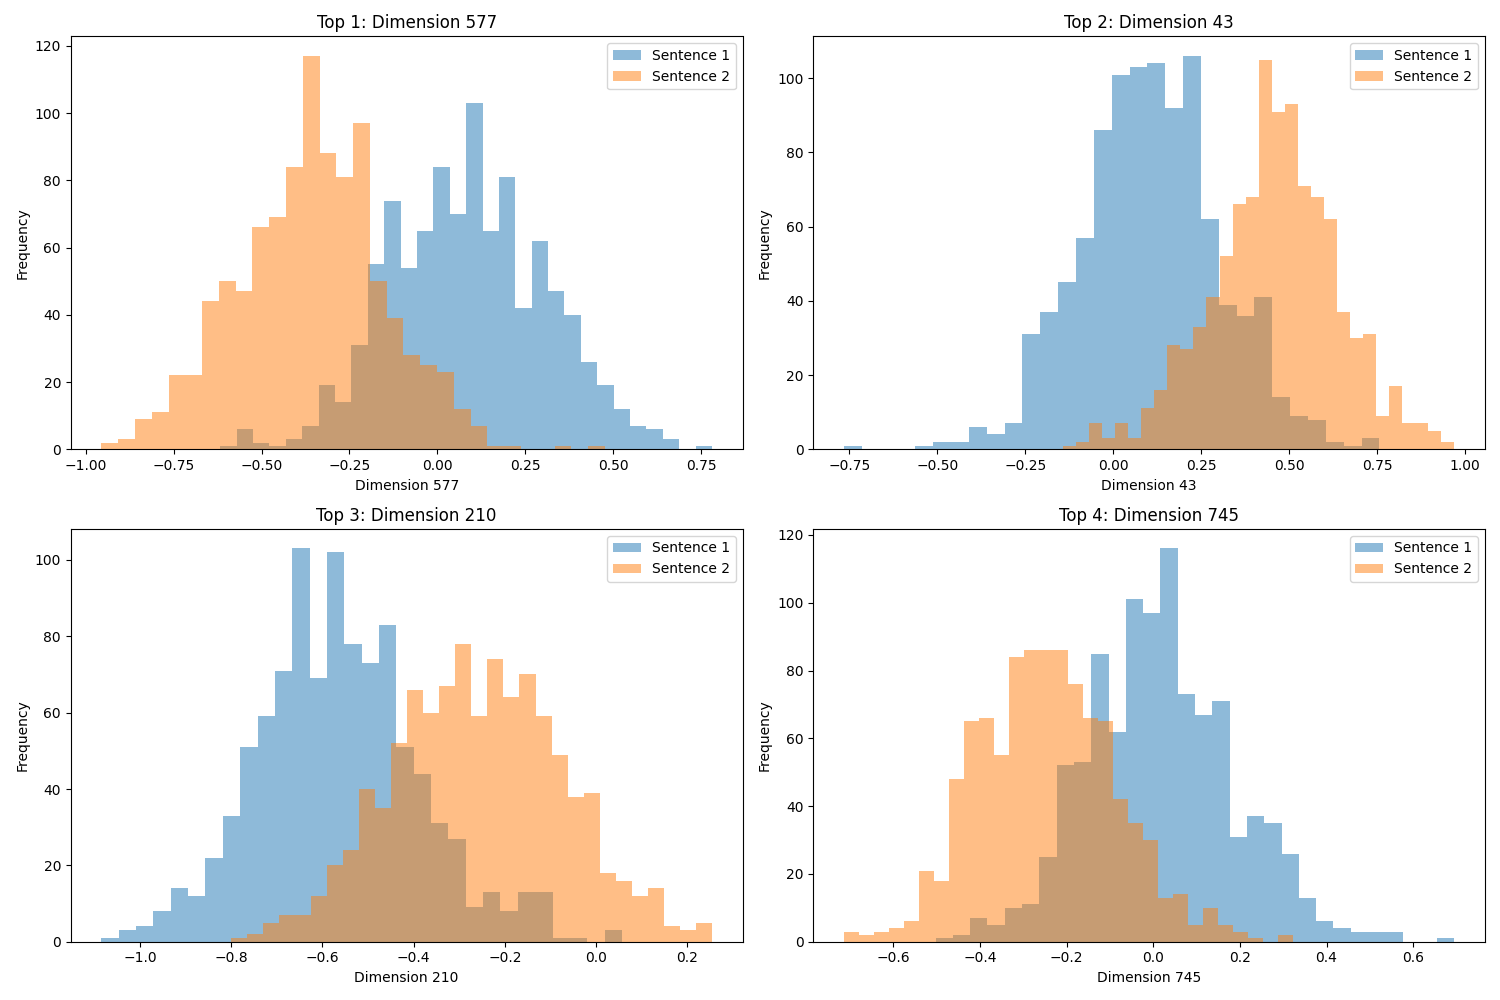 Top 1: Dimension 577
120
100
80
60
40
20
0
Frequency
Sentence 1
Sentence 2
−1.00 −0.75 −0.50 −0.25 0.00 0.25 0.50 0.75
Dimension 577
Top 2: Dimension 43
100
80
60
40
20
0
Frequency
Sentence 1
Sentence 2
−0.75 −0.50 −0.25 0.00 0.25 0.50 0.75 1.00
Dimension 43
Top 3: Dimension 210
100
80
60
40
20
0
Frequency
Sentence 1
Sentence 2
−1.0 −0.8 −0.6 −0.4 −0.2 0.0 0.2
Dimension 210
Top 4: Dimension 745
120
100
80
60
40
20
0
Frequency
Sentence 1
Sentence 2
−0.6 −0.4 −0.2 0.0 0.2 0.4 0.6
Dimension 745